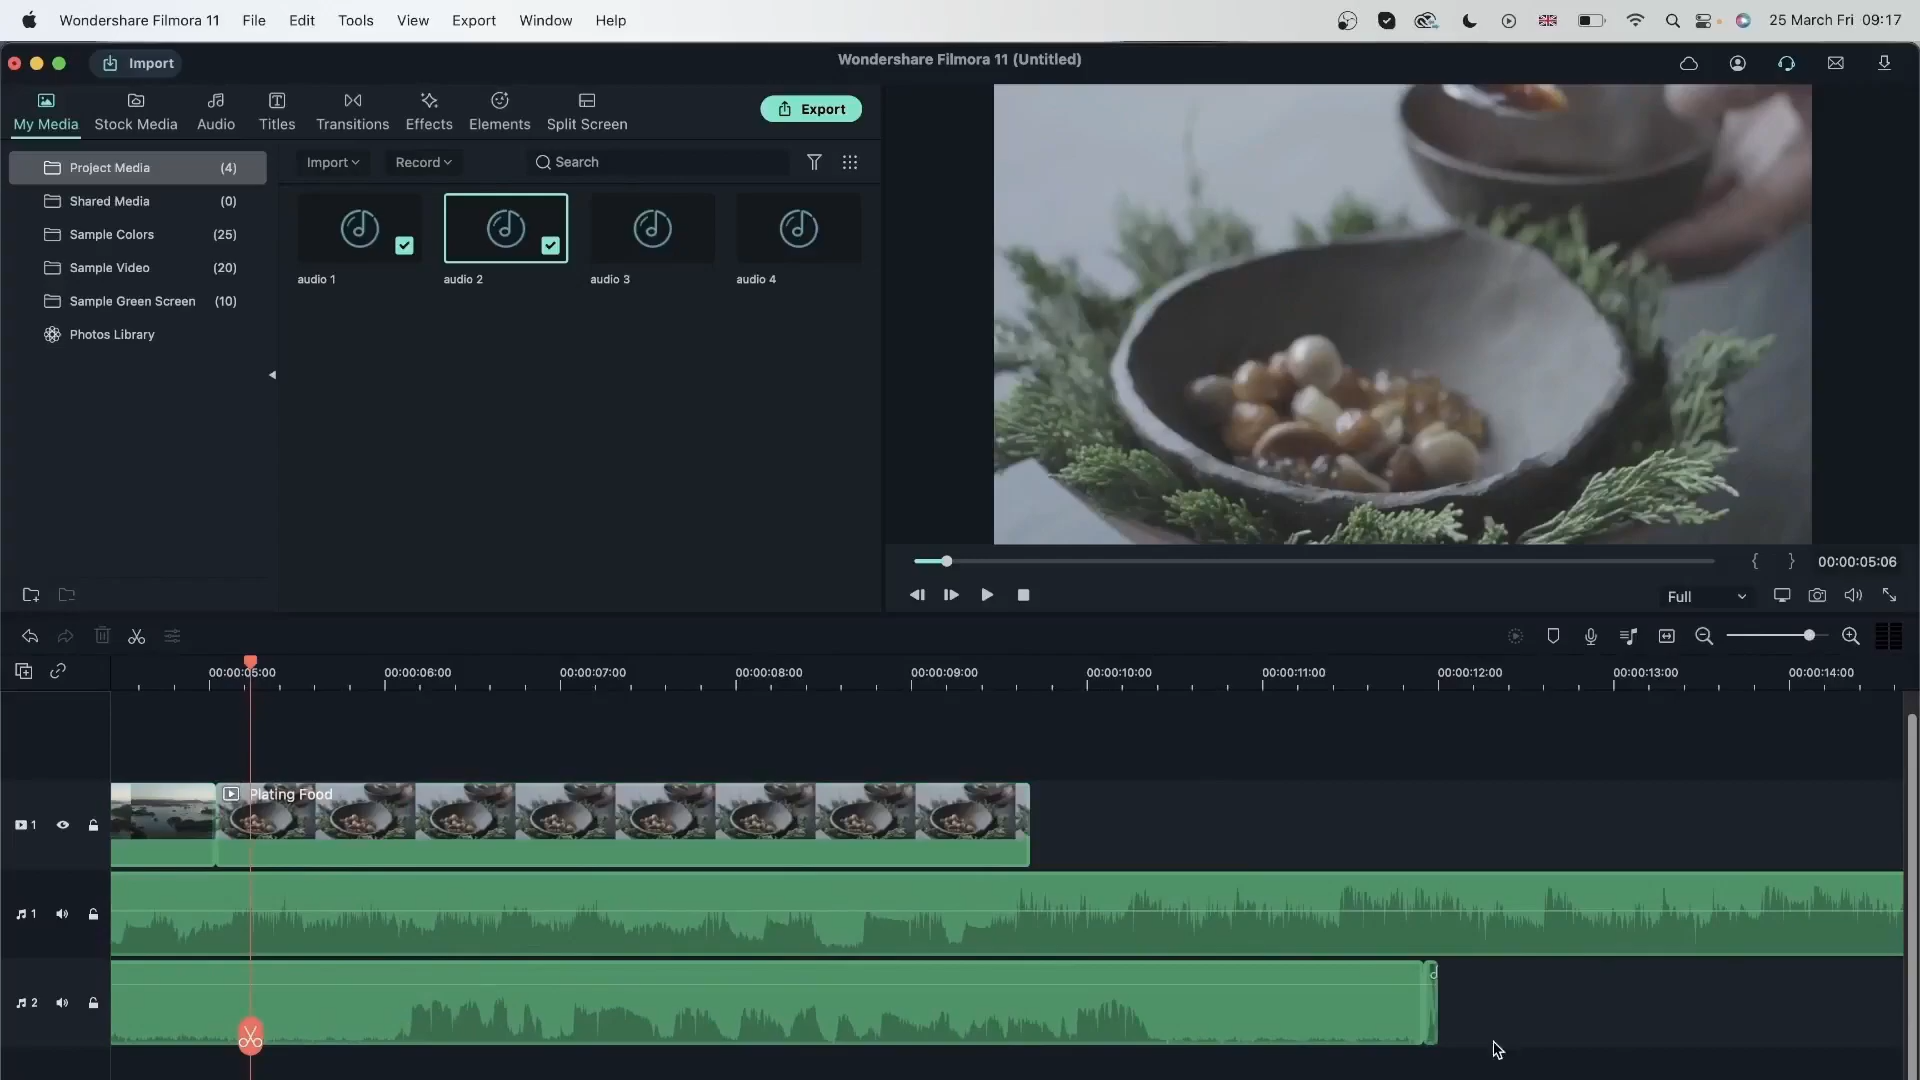 Wondershare Filmora 11 File Edit Tools View Export Window Help 25 March Fri 09:17
Import Wondershare Filmora 11 (Untitled)
My Media Stock Media Audio Titles Transitions Effects Elements Split Screen Export
Project Media (4) Import Record Search
Shared Media (0)
Sample Colors (25)
Sample Video (20)
Sample Green Screen (10)
Photos Library
audio 1 audio 2 audio 3 audio 4
{ } 00:00:05:06
Full
00:00:05:00 00:00:06:00 00:00:07:00 00:00:08:00 00:00:09:00 00:00:10:00 00:00:11:00 00:00:12:00 00:00:13:00 00:00:14:00
Plating Food
1
1
2